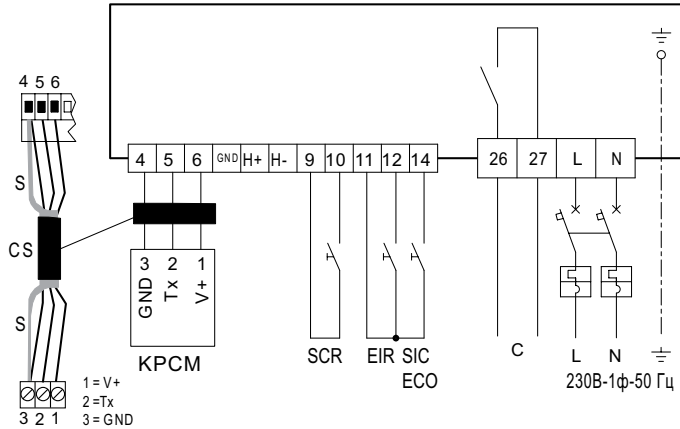 4 5 6
S
CS
S
3 2 1
1 = V+
2 =Tx
3 = GND
4 5 6 GND H+ H- 9 10 11 12 14
26 27 L N
3 2 1
GND Tx V+
KPCM
SCR EIR SIC
ECO
C
L N
230В-1ф-50 Гц